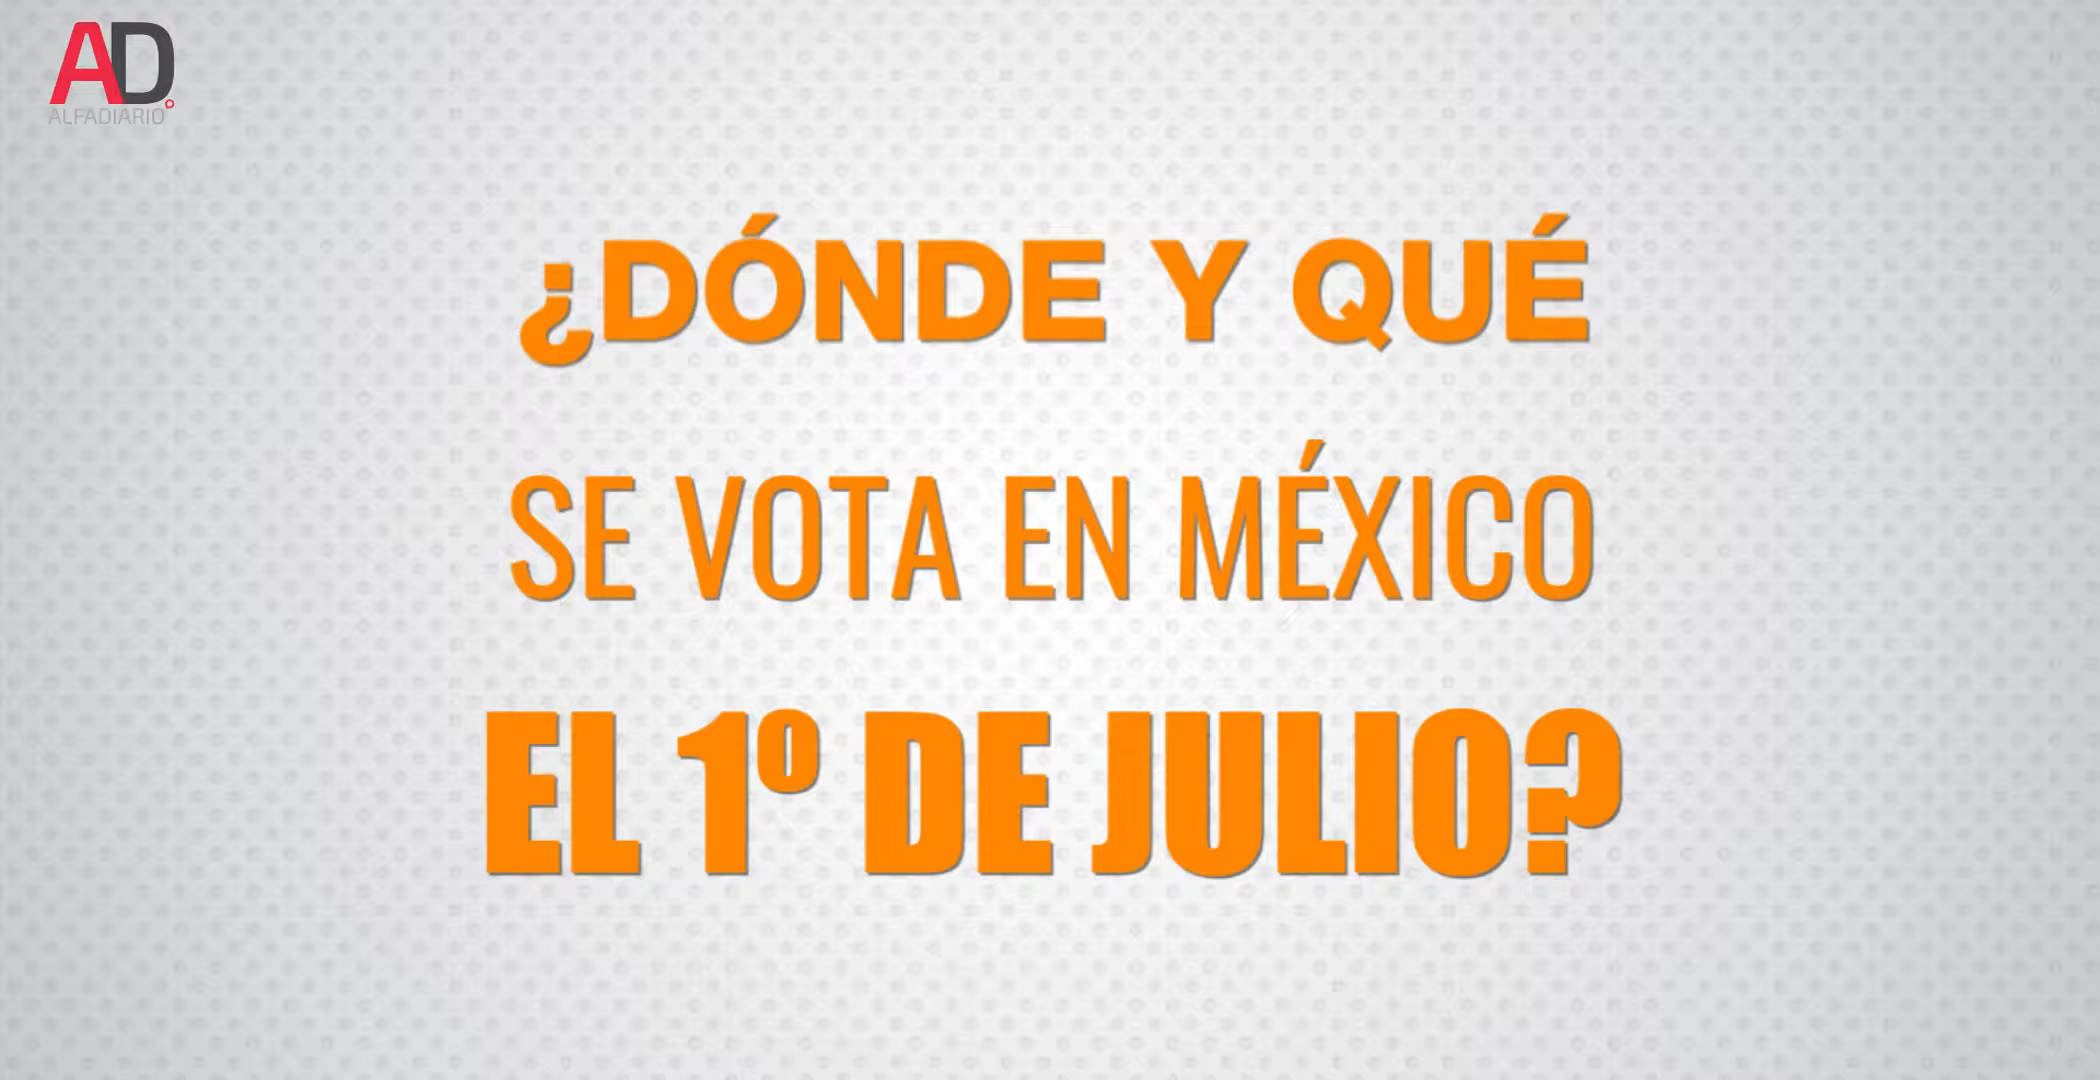 AD
ALFADIARIO
¿DÓNDE Y QUÉ
SE VOTA EN MÉXICO
EL 1º DE JULIO?